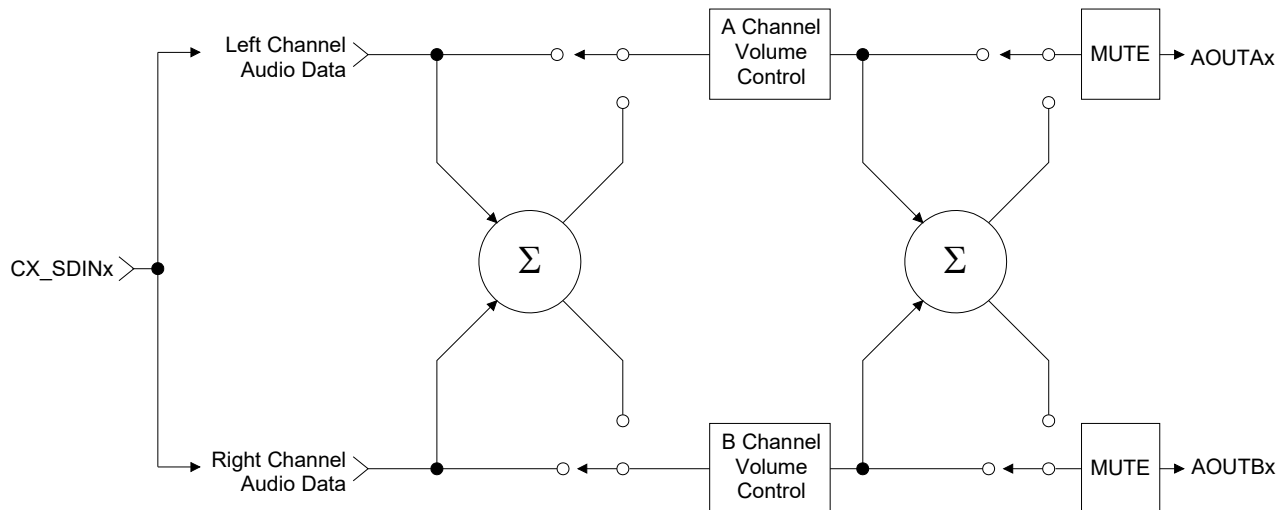 Left Channel
Audio Data
A Channel
Volume
Control
MUTE
AOUTAx
Σ
Σ
CX_SDINx
Right Channel
Audio Data
B Channel
Volume
Control
MUTE
AOUTBx